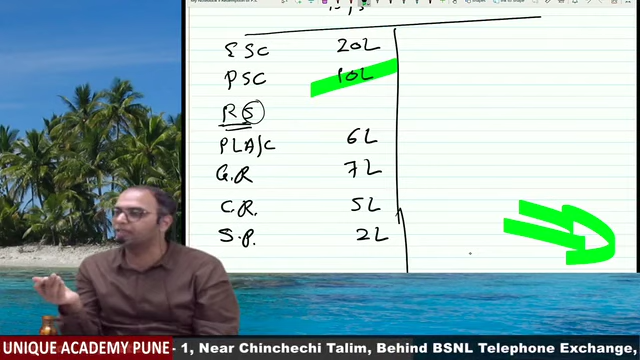 ESC 20L
PSC 10L
RS
PLA/C 6L
G.R 7L
C.R. 5L
S.P. 2L
UNIQUE ACADEMY PUNE - 1, Near Chinchechi Talim, Behind BSNL Telephone Exchange,